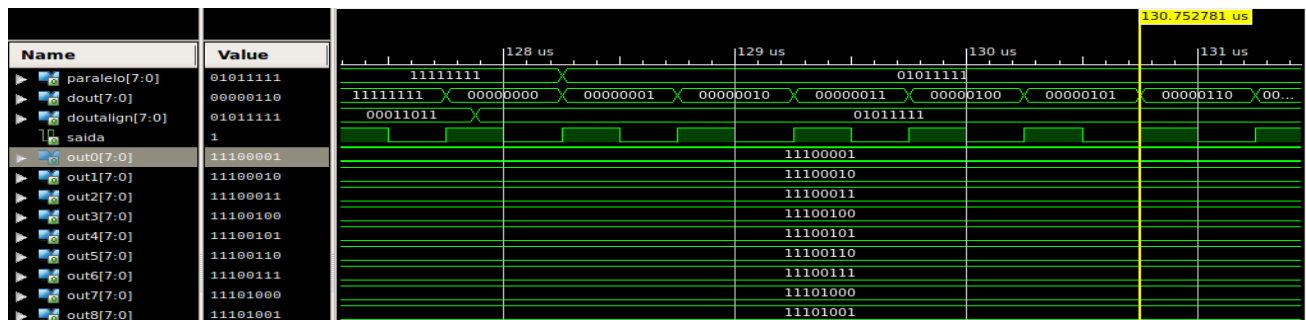 130.752781 us
Name Value 128 us 129 us 130 us 131 us
paralelo[7:0] 01011111 11111111 01011111
dout[7:0] 00000110 11111111 00000000 00000001 00000010 00000011 00000100 00000101 00000110 00...
doutalign[7:0] 01011111 00011011 01011111
saida 1
out0[7:0] 11100001 11100001
out1[7:0] 11100010 11100010
out2[7:0] 11100011 11100011
out3[7:0] 11100100 11100100
out4[7:0] 11100101 11100101
out5[7:0] 11100110 11100110
out6[7:0] 11100111 11100111
out7[7:0] 11101000 11101000
out8[7:0] 11101001 11101001